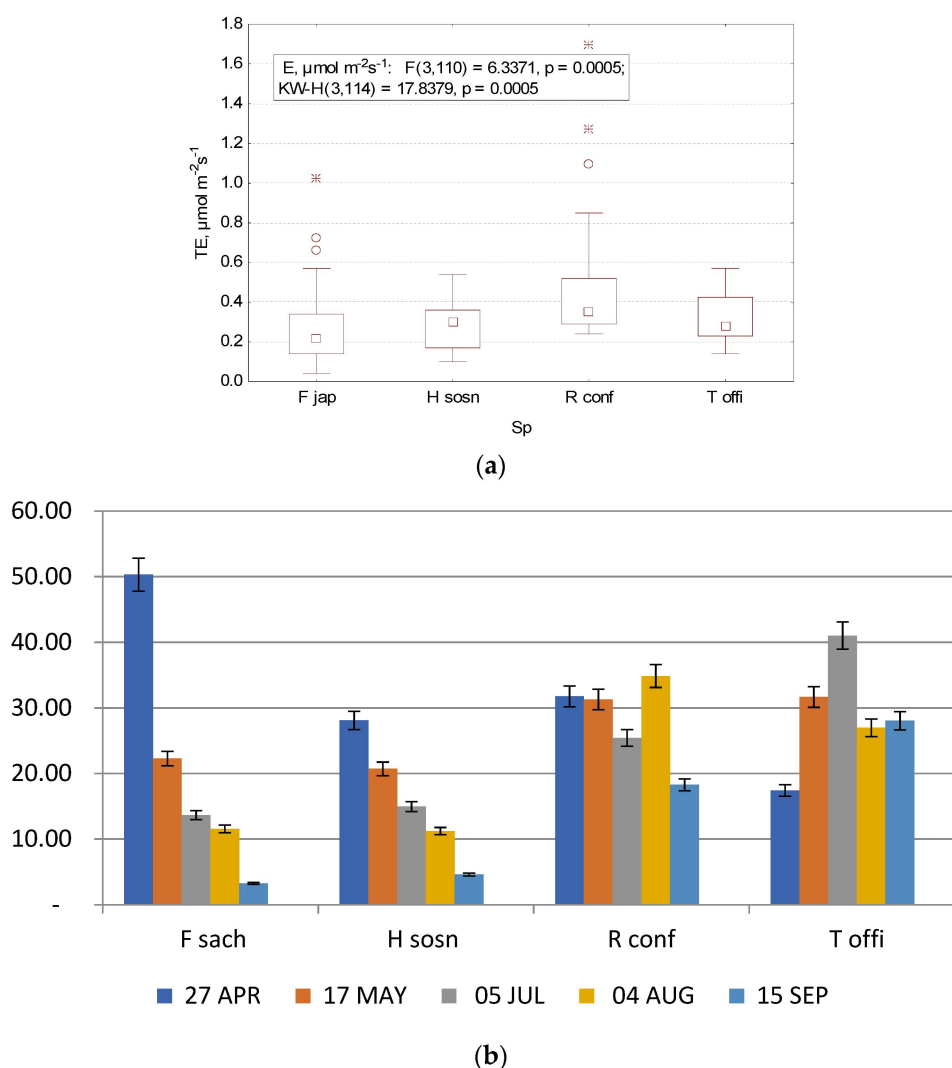 1.8
1.6
1.4
1.2
1.0
0.8
0.6
0.4
0.2
0.0
TE, µmol m⁻²s⁻¹
E, µmol m⁻²s⁻¹: F(3,110) = 6.3371, p = 0.0005;
KW-H(3,114) = 17.8379, p = 0.0005
F jap H sosn R conf T offi
Sp
(a)
60.00
50.00
40.00
30.00
20.00
10.00
-
F sach H sosn R conf T offi
27 APR 17 MAY 05 JUL 04 AUG 15 SEP
(b)